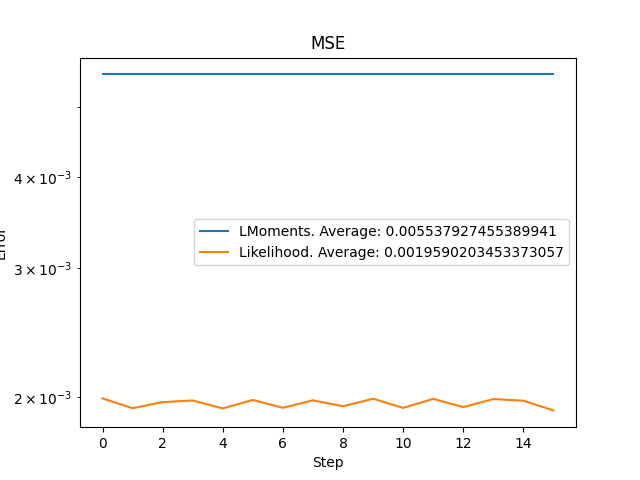 MSE
Error
4 × 10⁻³
3 × 10⁻³
2 × 10⁻³
LMoments. Average: 0.005537927455389941
Likelihood. Average: 0.0019590203453373057
0 2 4 6 8 10 12 14
Step